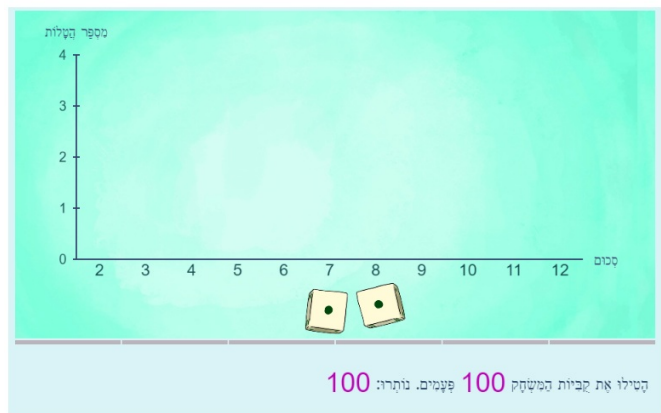 מִסְפַּר הֲטָלוֹת
4
3
2
1
0
2 3 4 5 6 7 8 9 10 11 12
סְכוּם
הָטִילוּ אֶת קֻבִּיּוֹת הַמִּשְׂחָק 100 פְּעָמִים. נוֹתְרוּ: 100